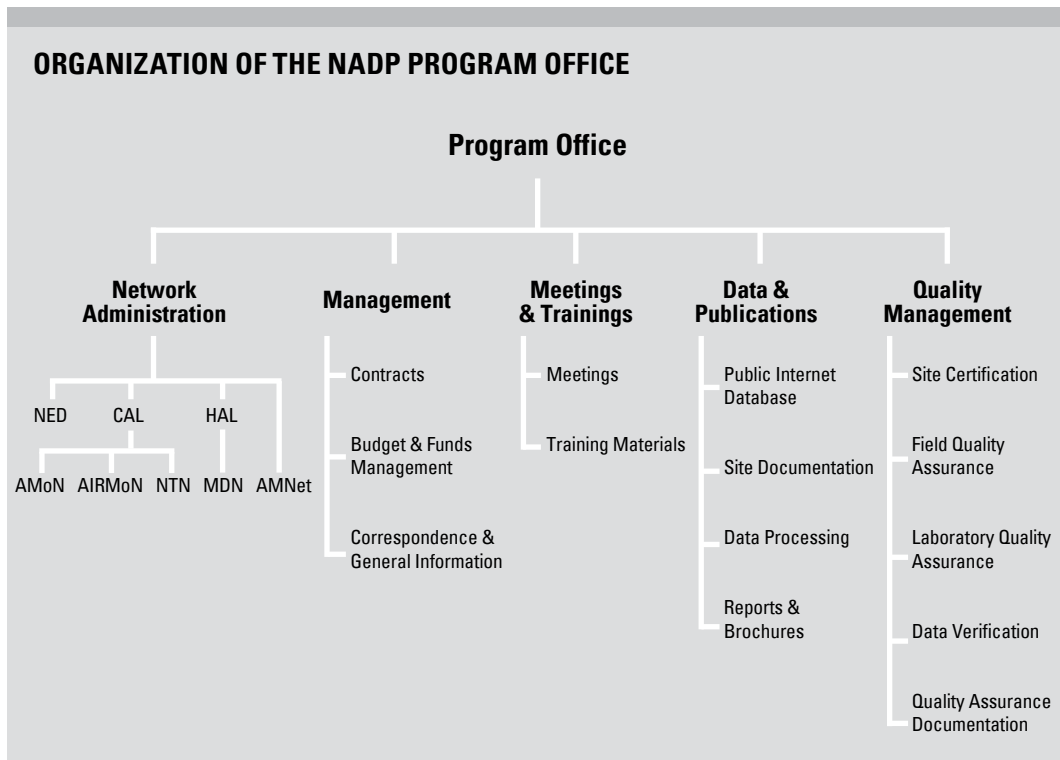 ORGANIZATION OF THE NADP PROGRAM OFFICE
Program Office
Network
Administration
NED
CAL
HAL
AMoN
AIRMoN
NTN
MDN
AMNet
Management
Contracts
Budget & Funds
Management
Correspondence &
General Information
Meetings
& Trainings
Meetings
Training Materials
Data &
Publications
Public Internet
Database
Site Documentation
Data Processing
Reports &
Brochures
Quality
Management
Site Certification
Field Quality
Assurance
Laboratory Quality
Assurance
Data Verification
Quality Assurance
Documentation